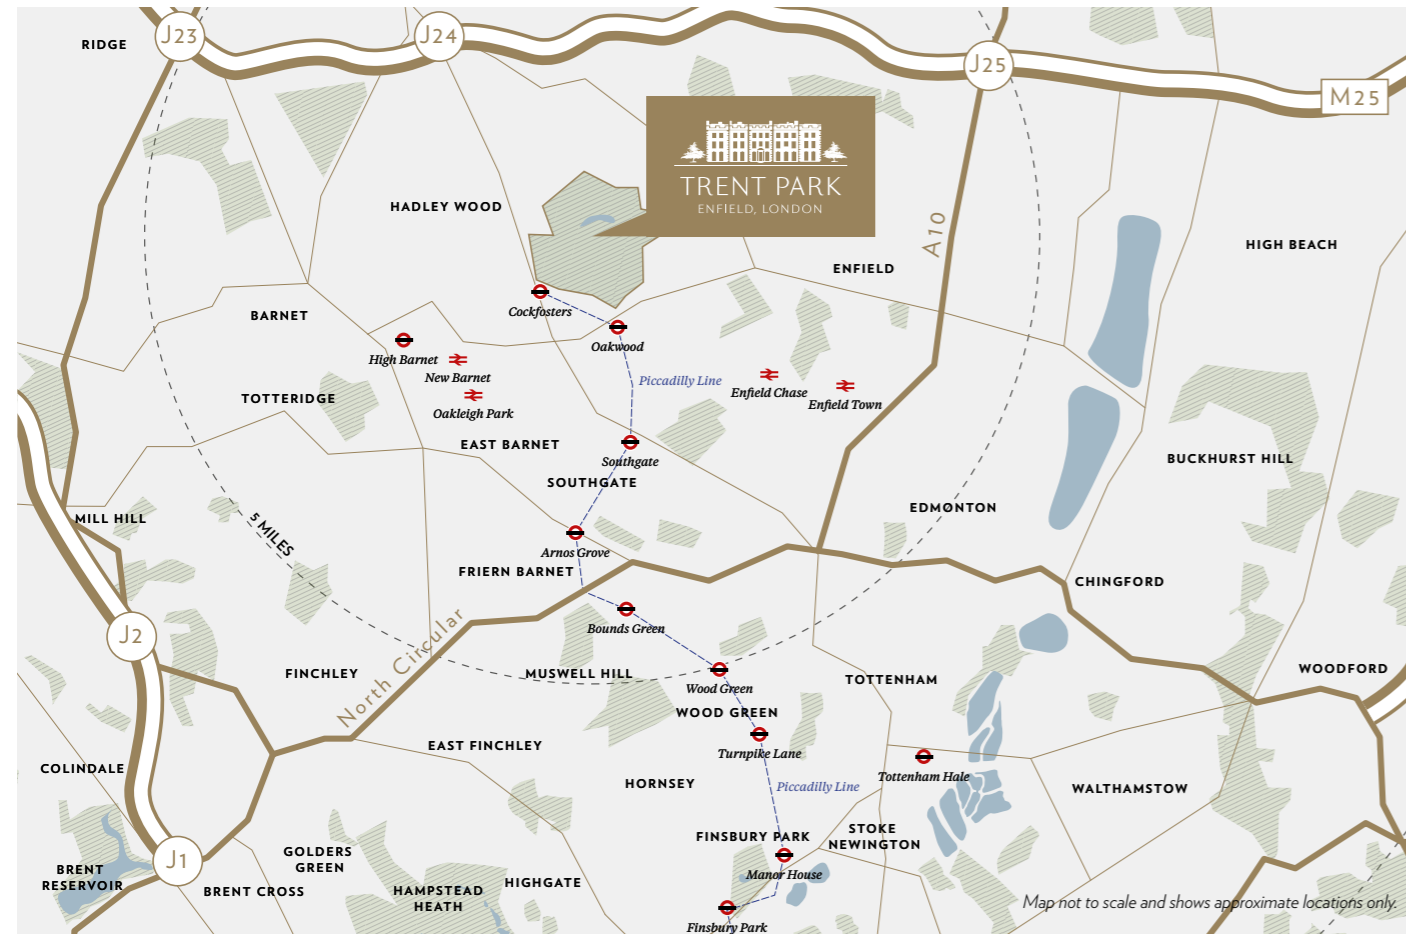 RIDGE
J23
J24
J25
M25
TRENT PARK
ENFIELD, LONDON
HADLEY WOOD
A10
HIGH BEACH
ENFIELD
BARNET
Cockfosters
Oakwood
High Barnet
New Barnet
Piccadilly Line
Enfield Chase
Enfield Town
TOTTERIDGE
Oakleigh Park
EAST BARNET
Southgate
SOUTHGATE
BUCKHURST HILL
MILL HILL
5 MILES
EDMONTON
Arnos Grove
FRIERN BARNET
CHINGFORD
J2
Bounds Green
North Circular
FINCHLEY
MUSWELL HILL
Wood Green
TOTTENHAM
WOODFORD
WOOD GREEN
EAST FINCHLEY
Turnpike Lane
COLINDALE
HORNSEY
Piccadilly Line
Tottenham Hale
WALTHAMSTOW
FINSBURY PARK
STOKE
NEWINGTON
J1
GOLDERS
GREEN
BRENT
RESERVOIR
BRENT CROSS
HAMPSTEAD
HEATH
HIGHGATE
Manor House
Finsbury Park
Map not to scale and shows approximate locations only.